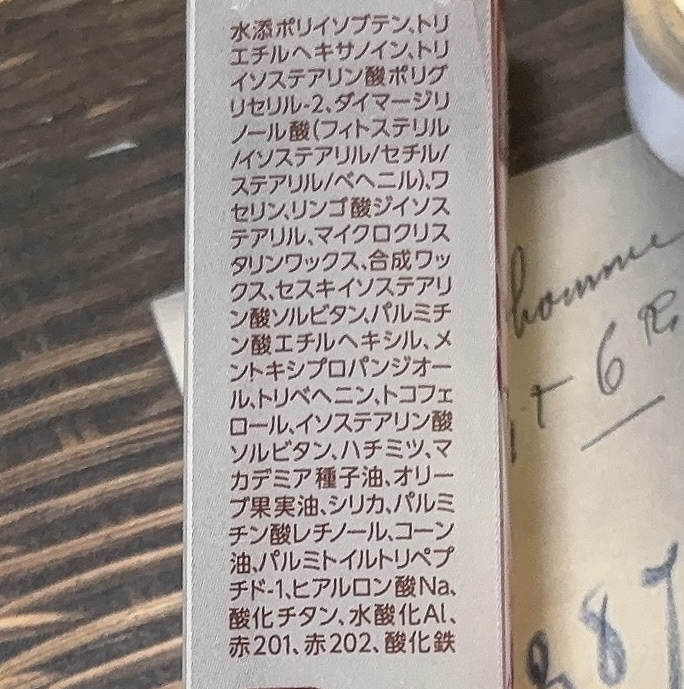 水添ポリイソブテン、トリ
エチルヘキサノイン、トリ
イソステアリン酸ポリグ
リセリル-2、ダイマージリ
ノール酸(フィトステリル
/イソステアリル/セチル/
ステアリル/ベヘニル)、ワ
セリン、リンゴ酸ジイソス
テアリル、マイクロクリス
タリンワックス、合成ワッ
クス、セスキイソステアリ
ン酸ソルビタン、パルミチ
ン酸エチルヘキシル、メ
ントキシプロパンジオー
ル、トリベヘニン、トコフェ
ロール、イソステアリン酸
ソルビタン、ハチミツ、マ
カデミア種子油、オリー
ブ果実油、シリカ、パルミ
チン酸レチノール、コーン
油、パルミトイルトリペプ
チド-1、ヒアルロン酸Na、
酸化チタン、水酸化Al、
赤201、赤202、酸化鉄
homme
+ 6
87